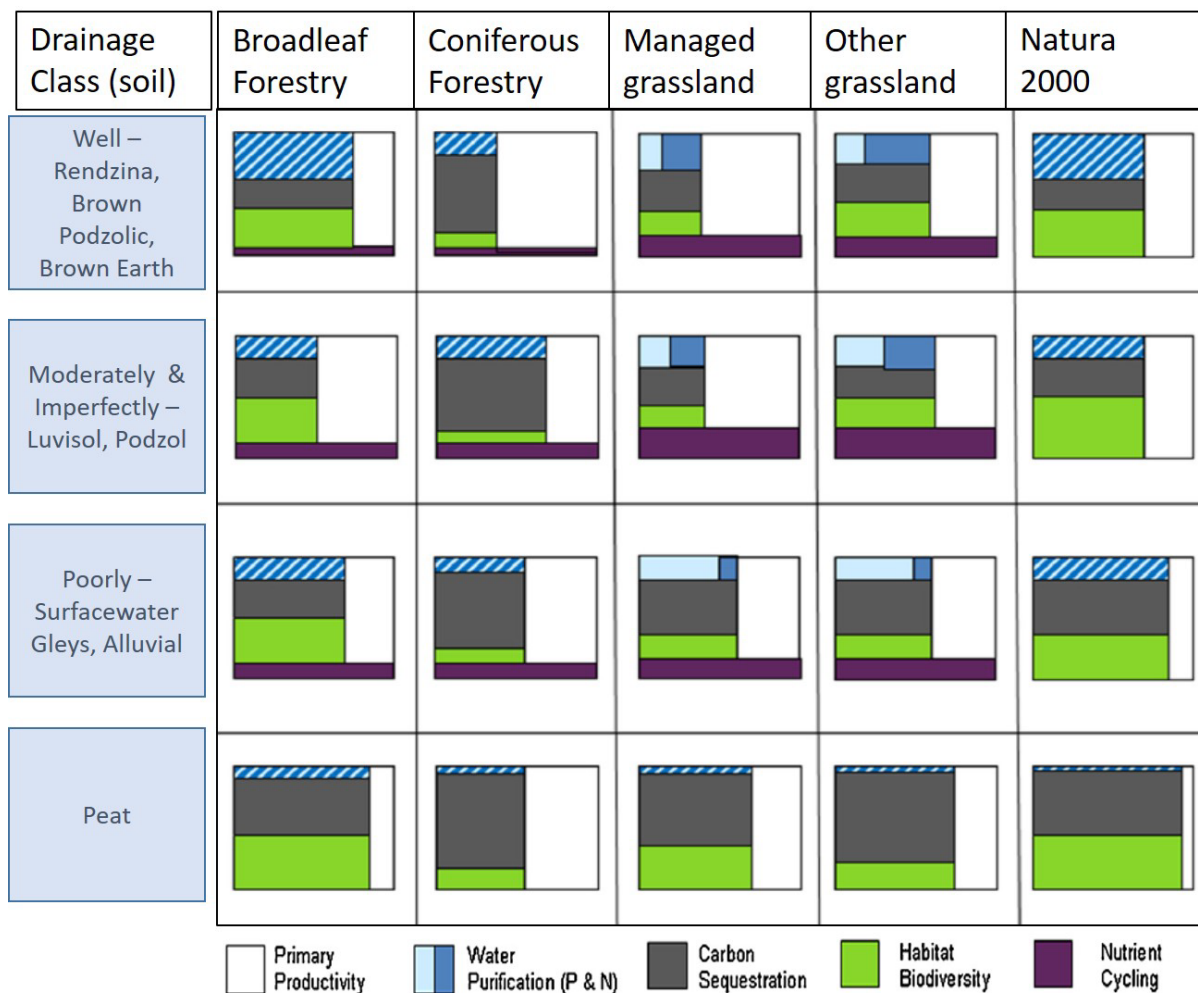 Drainage
Class (soil)
Broadleaf
Forestry
Coniferous
Forestry
Managed
grassland
Other
grassland
Natura
2000
Well –
Rendzina,
Brown
Podzolic,
Brown Earth
Moderately &
Imperfectly –
Luvisol, Podzol
Poorly –
Surfacewater
Gleys, Alluvial
Peat
Primary
Productivity
Water
Purification (P & N)
Carbon
Sequestration
Habitat
Biodiversity
Nutrient
Cycling